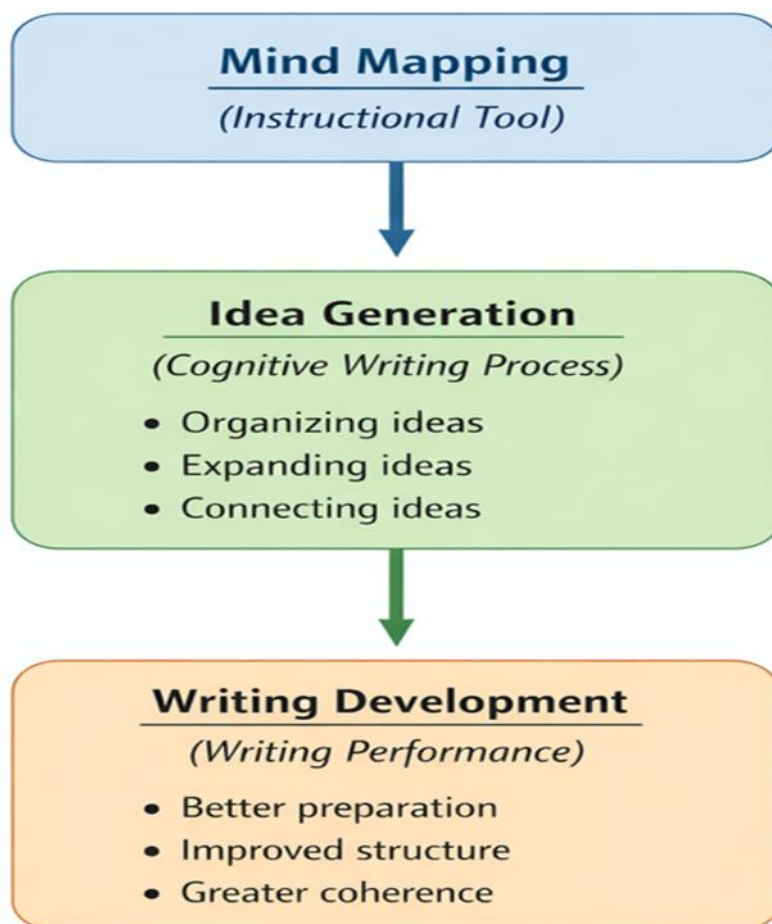 Mind Mapping
(Instructional Tool)
Idea Generation
(Cognitive Writing Process)
• Organizing ideas
• Expanding ideas
• Connecting ideas
Writing Development
(Writing Performance)
• Better preparation
• Improved structure
• Greater coherence